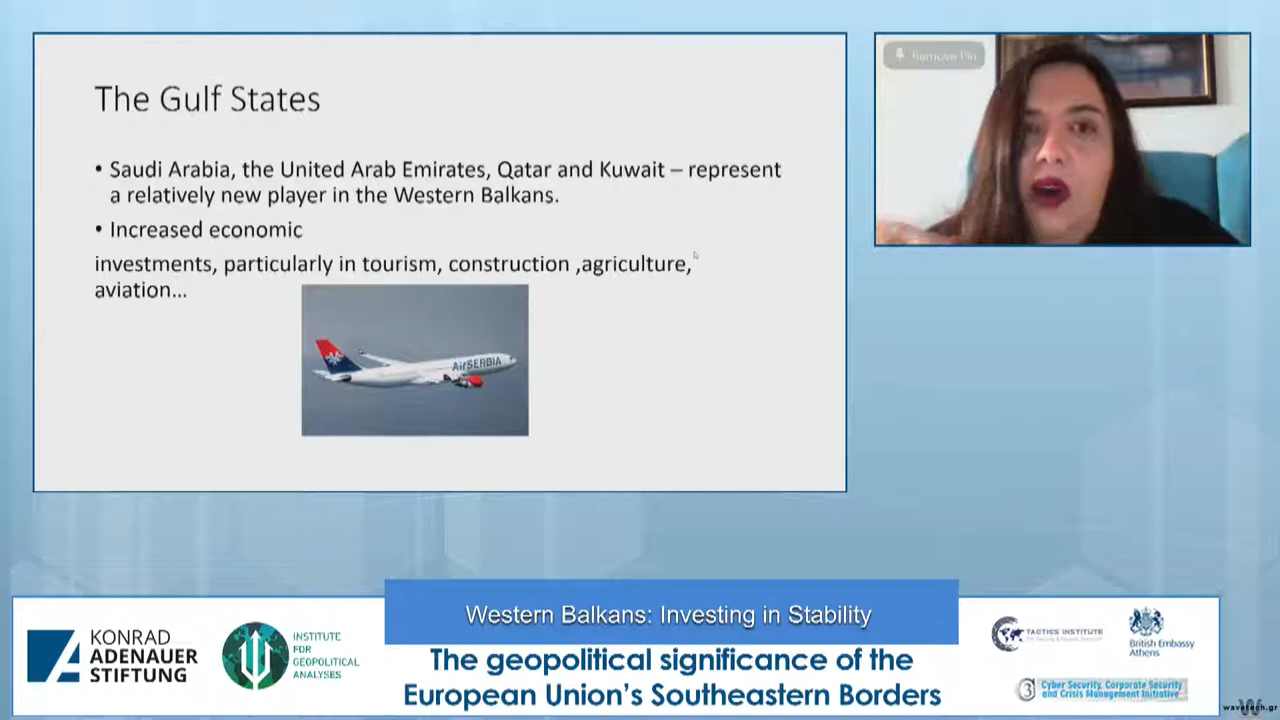 The Gulf States
• Saudi Arabia, the United Arab Emirates, Qatar and Kuwait – represent
a relatively new player in the Western Balkans.
• Increased economic
investments, particularly in tourism, construction ,agriculture,
aviation...
AirSERBIA
Remove Pin
Western Balkans: Investing in Stability
The geopolitical significance of the
European Union's Southeastern Borders
KONRAD
ADENAUER
STIFTUNG
INSTITUTE
FOR
GEOPOLITICAL
ANALYSES
TACTICS INSTITUTE
British Embassy
Athens
3 Cyber Security, Corporate Security
and Crisis Management Initiative
wavetech.gr